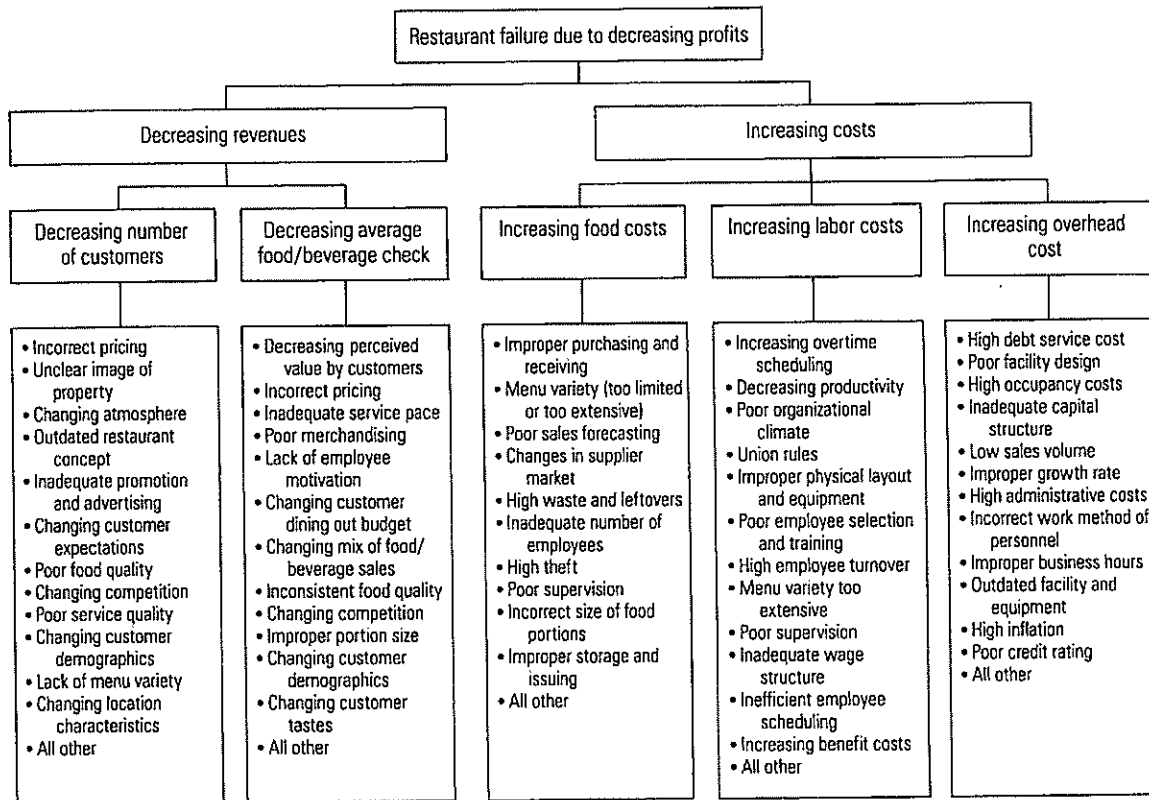 Restaurant failure due to decreasing profits
Decreasing revenues
Increasing costs
Decreasing number
of customers
Decreasing average
food/beverage check
Increasing food costs
Increasing labor costs
Increasing overhead
cost
• Incorrect pricing
• Unclear image of
property
• Changing atmosphere
• Outdated restaurant
concept
• Inadequate promotion
and advertising
• Changing customer
expectations
• Poor food quality
• Changing competition
• Poor service quality
• Changing customer
demographics
• Lack of menu variety
• Changing location
characteristics
• All other
• Decreasing perceived
value by customers
• Incorrect pricing
• Inadequate service pace
• Poor merchandising
• Lack of employee
motivation
• Changing customer
dining out budget
• Changing mix of food/
beverage sales
• Inconsistent food quality
• Changing competition
• Improper portion size
• Changing customer
demographics
• Changing customer
tastes
• All other
• Improper purchasing and
receiving
• Menu variety (too limited
or too extensive)
• Poor sales forecasting
• Changes in supplier
market
• High waste and leftovers
• Inadequate number of
employees
• High theft
• Poor supervision
• Incorrect size of food
portions
• Improper storage and
issuing
• All other
• Increasing overtime
scheduling
• Decreasing productivity
• Poor organizational
climate
• Union rules
• Improper physical layout
and equipment
• Poor employee selection
and training
• High employee turnover
• Menu variety too
extensive
• Poor supervision
• Inadequate wage
structure
• Inefficient employee
scheduling
• Increasing benefit costs
• All other
• High debt service cost
• Poor facility design
• High occupancy costs
• Inadequate capital
structure
• Low sales volume
• Improper growth rate
• High administrative costs
• Incorrect work method of
personnel
• Improper business hours
• Outdated facility and
equipment
• High inflation
• Poor credit rating
• All other